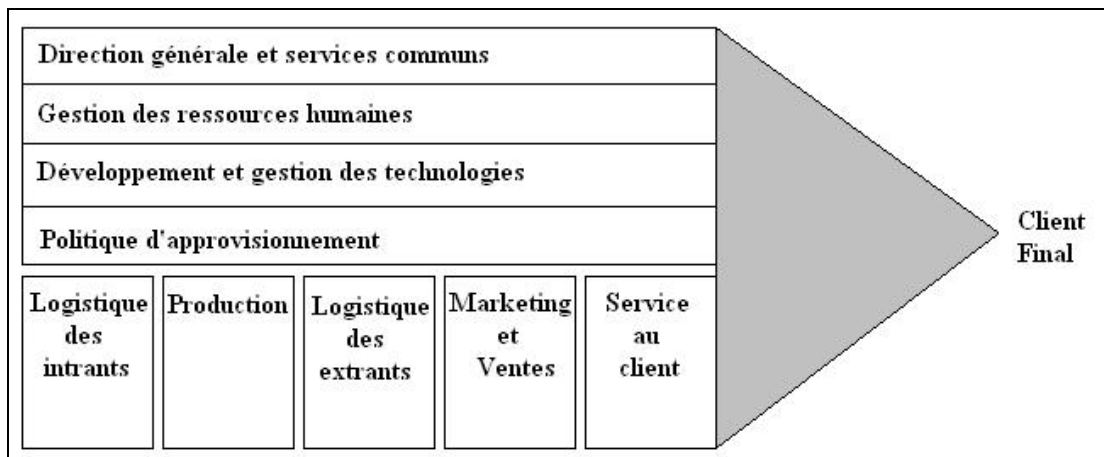 Direction générale et services communs
Gestion des ressources humaines
Développement et gestion des technologies
Politique d'approvisionnement
Logistique
des
intrants
Production
Logistique
des
extrants
Marketing
et
Ventes
Service
au
client
Client
Final